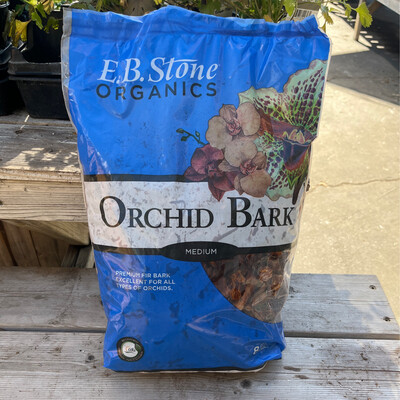 E.B. Stone
ORGANICS
ORCHID BARK
MEDIUM
PREMIUM FIR BARK
EXCELLENT FOR ALL
TYPES OF ORCHIDS.